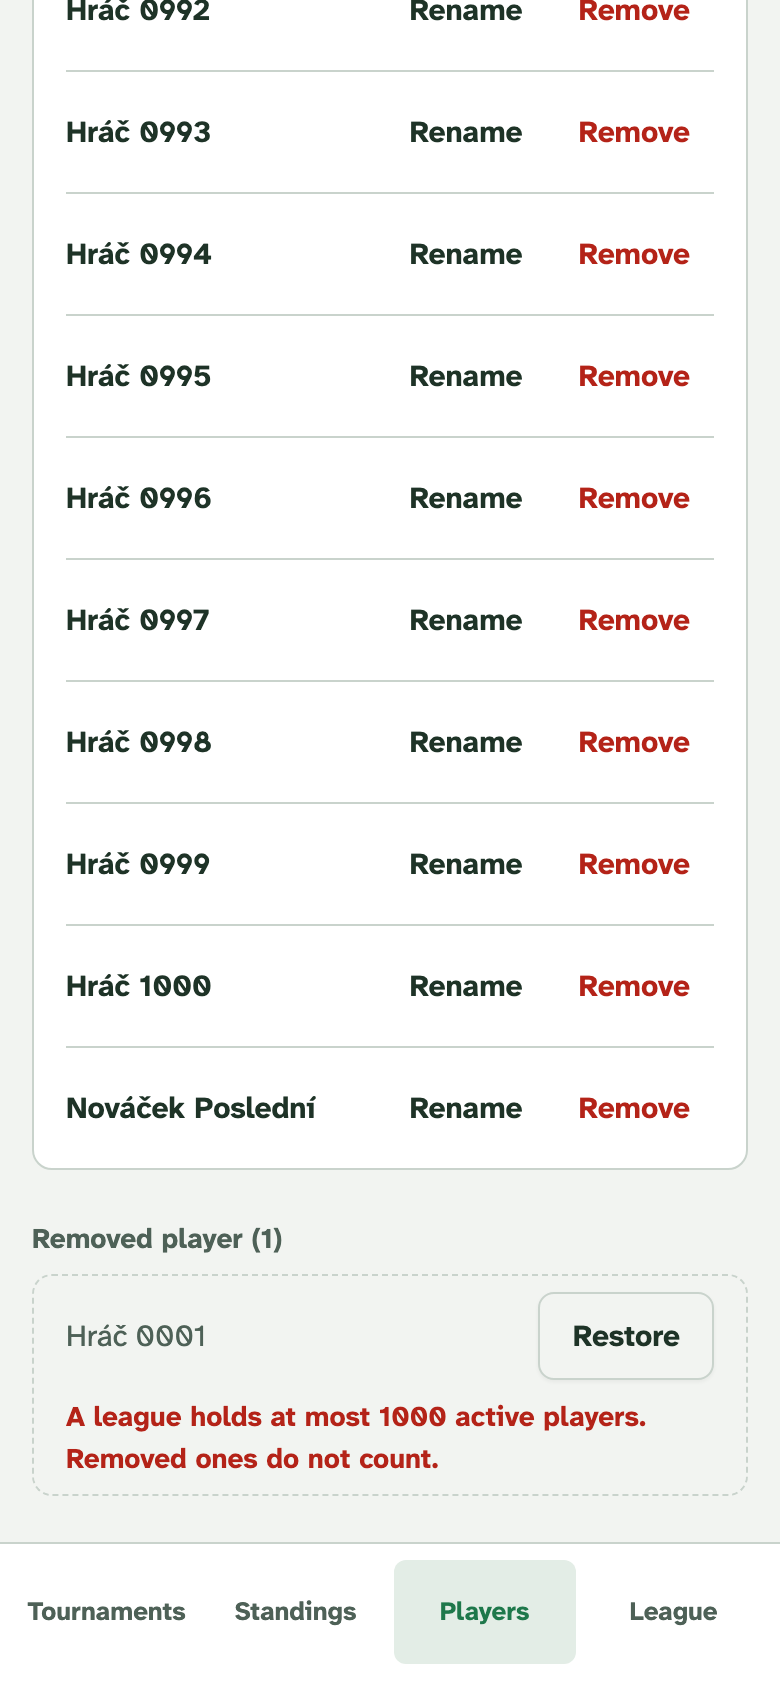 Hráč 0992 Rename Remove
Hráč 0993 Rename Remove
Hráč 0994 Rename Remove
Hráč 0995 Rename Remove
Hráč 0996 Rename Remove
Hráč 0997 Rename Remove
Hráč 0998 Rename Remove
Hráč 0999 Rename Remove
Hráč 1000 Rename Remove
Nováček Poslední Rename Remove
Removed player (1)
Hráč 0001 Restore
A league holds at most 1000 active players.
Removed ones do not count.
Tournaments Standings Players League